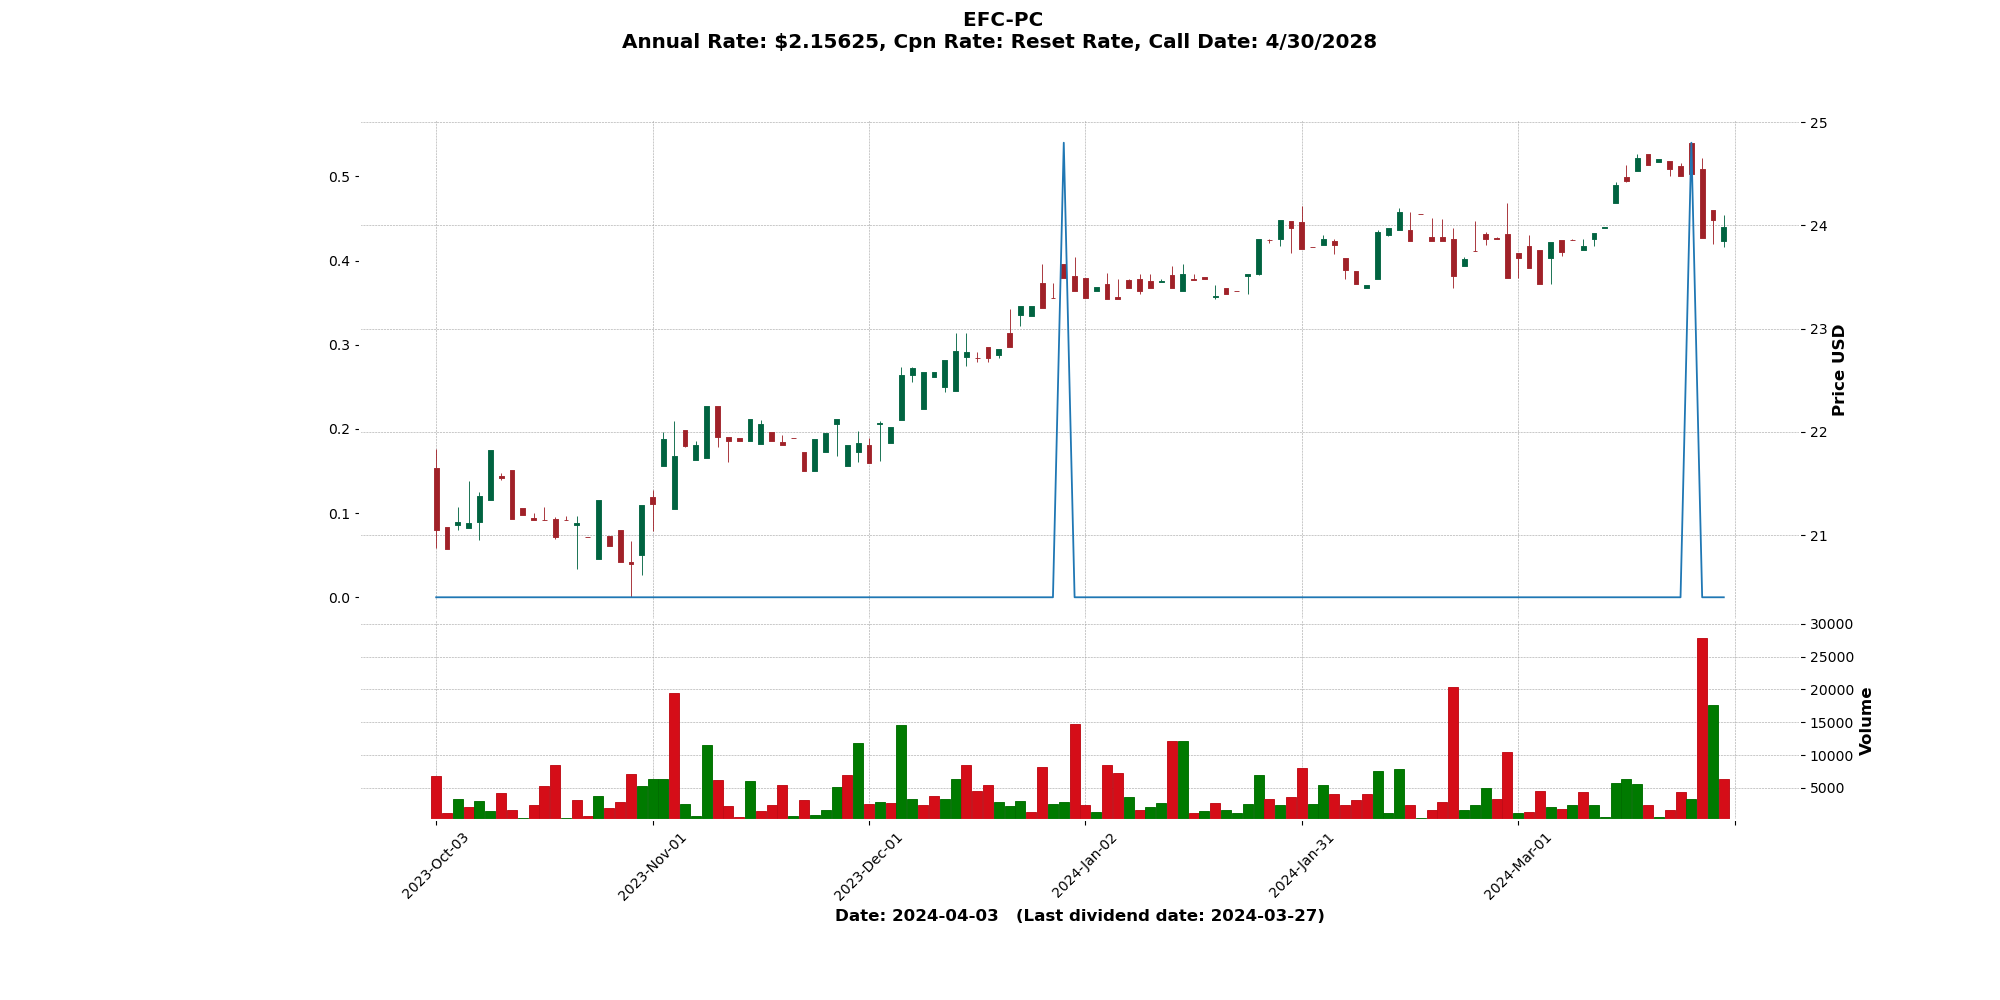 EFC-PC
Annual Rate: $2.15625, Cpn Rate: Reset Rate, Call Date: 4/30/2028
0.5
0.4
0.3
0.2
0.1
0.0
25
24
23
22
21
Price USD
30000
25000
20000
15000
10000
5000
Volume
2023-Oct-03
2023-Nov-01
2023-Dec-01
2024-Jan-02
2024-Jan-31
2024-Mar-01
Date: 2024-04-03 (Last dividend date: 2024-03-27)